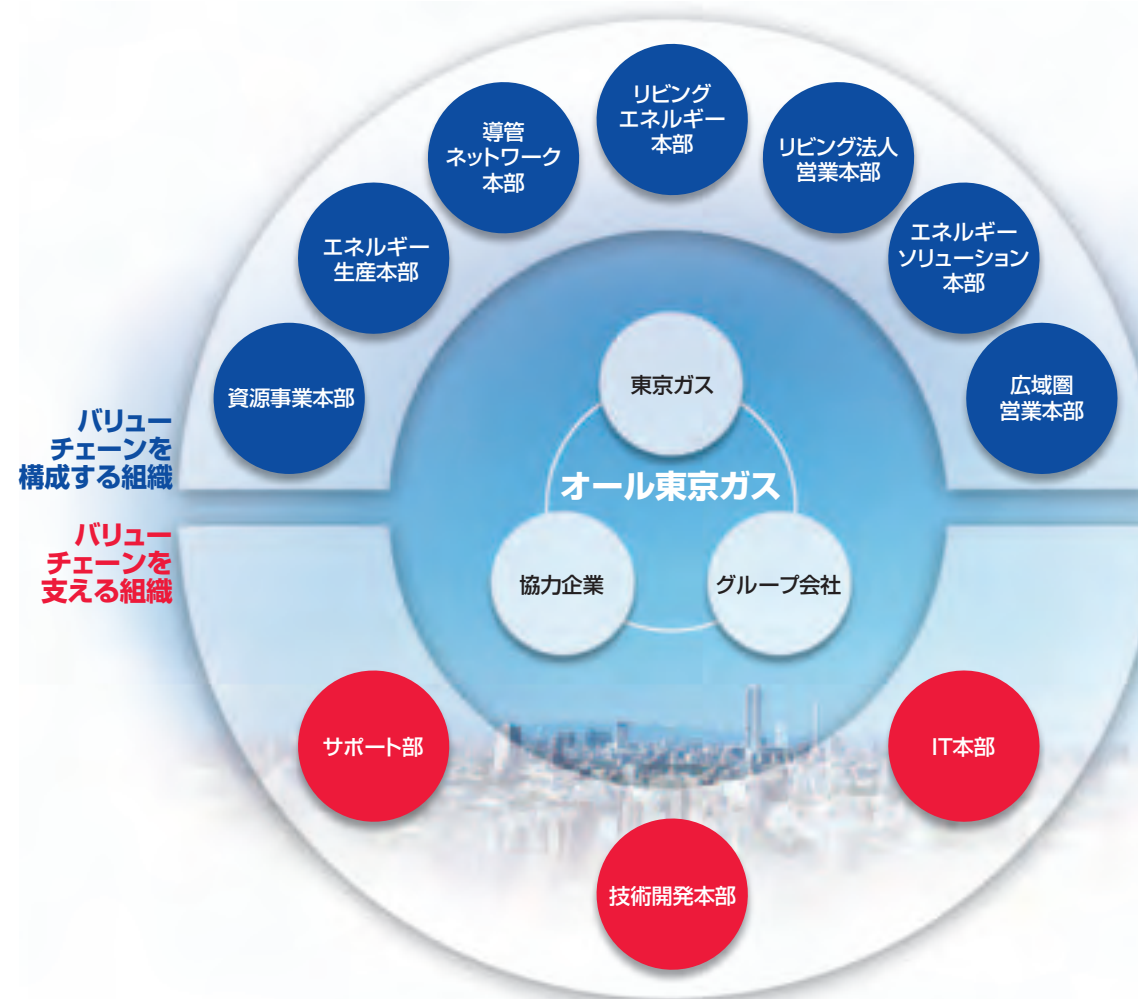 リビング
エネルギー
本部
導管
ネットワーク
本部
リビング法人
営業本部
エネルギー
生産本部
エネルギー
ソリューション
本部
資源事業本部
広域圏
営業本部
バリュー
チェーンを
構成する組織
東京ガス
オール東京ガス
協力企業
グループ会社
バリュー
チェーンを
支える組織
サポート部
IT本部
技術開発本部